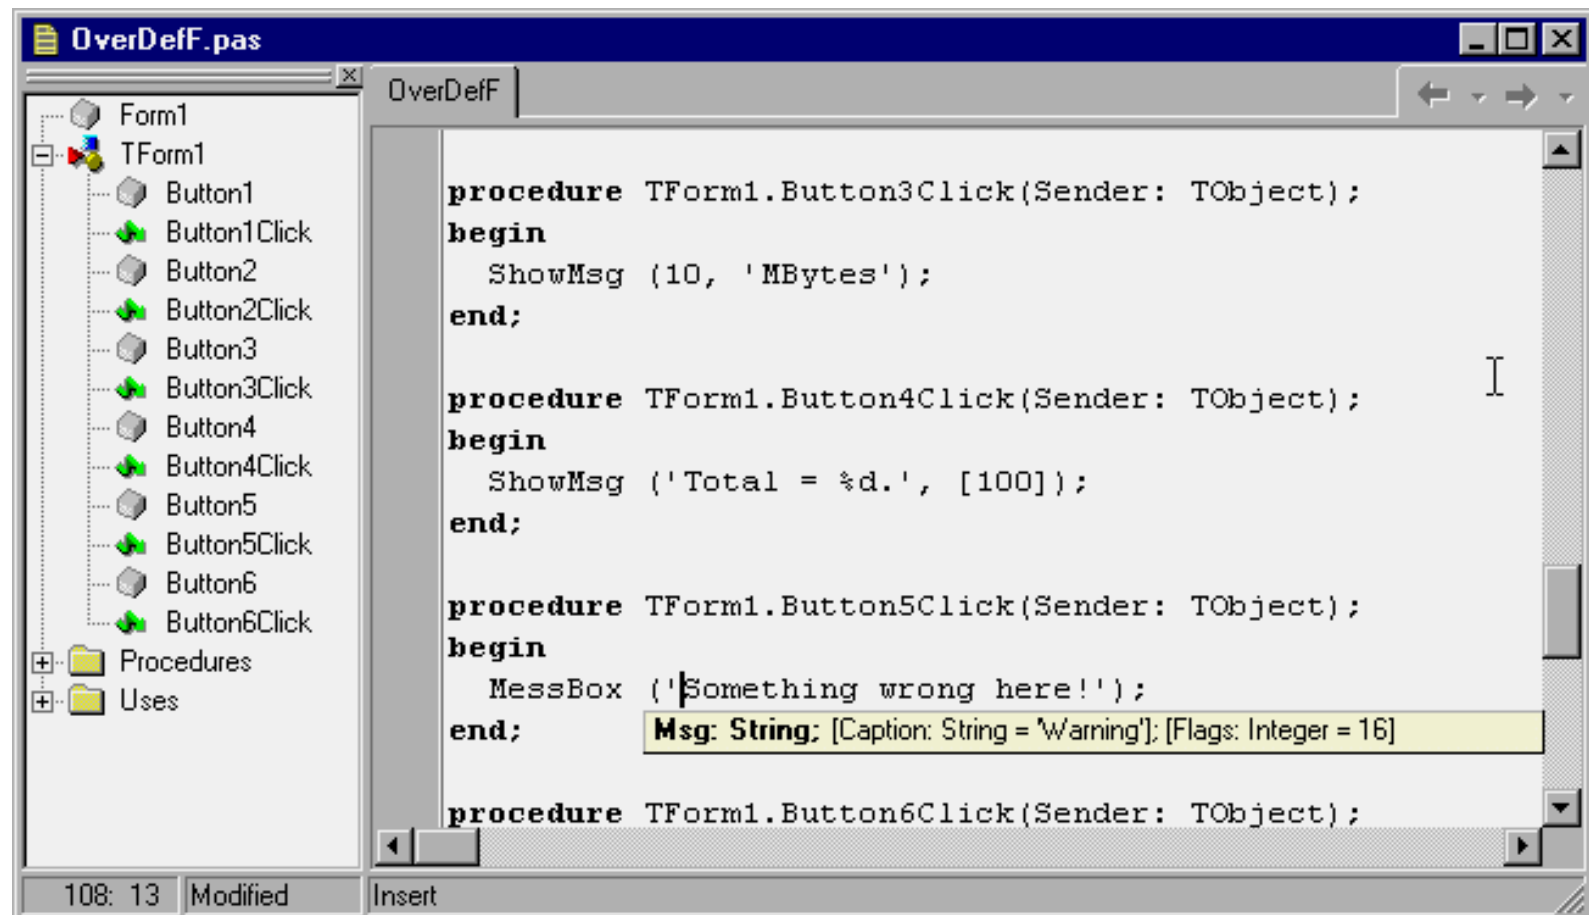 OverDefF.pas
Form1
TForm1
Button1
Button1Click
Button2
Button2Click
Button3
Button3Click
Button4
Button4Click
Button5
Button5Click
Button6
Button6Click
Procedures
Uses
OverDefF
procedure TForm1.Button3Click(Sender: TObject);
begin
  ShowMsg (10, 'MBytes');
end;
procedure TForm1.Button4Click(Sender: TObject);
begin
  ShowMsg ('Total = %d.', [100]);
end;
procedure TForm1.Button5Click(Sender: TObject);
begin
  MessBox ('Something wrong here!');
end;
Msg: String; [Caption: String = 'Warning']; [Flags: Integer = 16]
procedure TForm1.Button6Click(Sender: TObject);
108: 13 Modified Insert